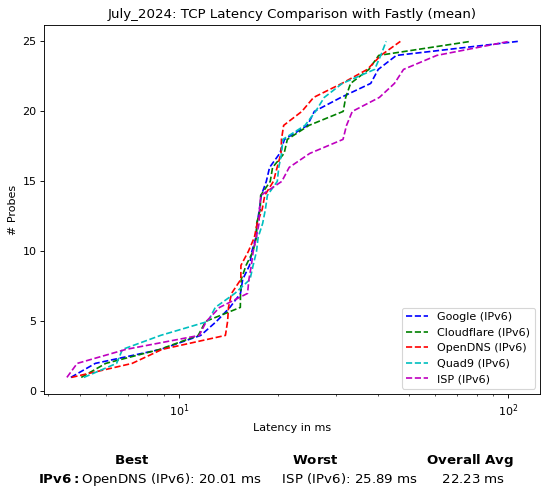 July_2024: TCP Latency Comparison with Fastly (mean)
25
20
15
10
5
0
# Probes
10^1
10^2
Latency in ms
Google (IPv6)
Cloudflare (IPv6)
OpenDNS (IPv6)
Quad9 (IPv6)
ISP (IPv6)
Best Worst Overall Avg
IPv6: OpenDNS (IPv6): 20.01 ms ISP (IPv6): 25.89 ms 22.23 ms